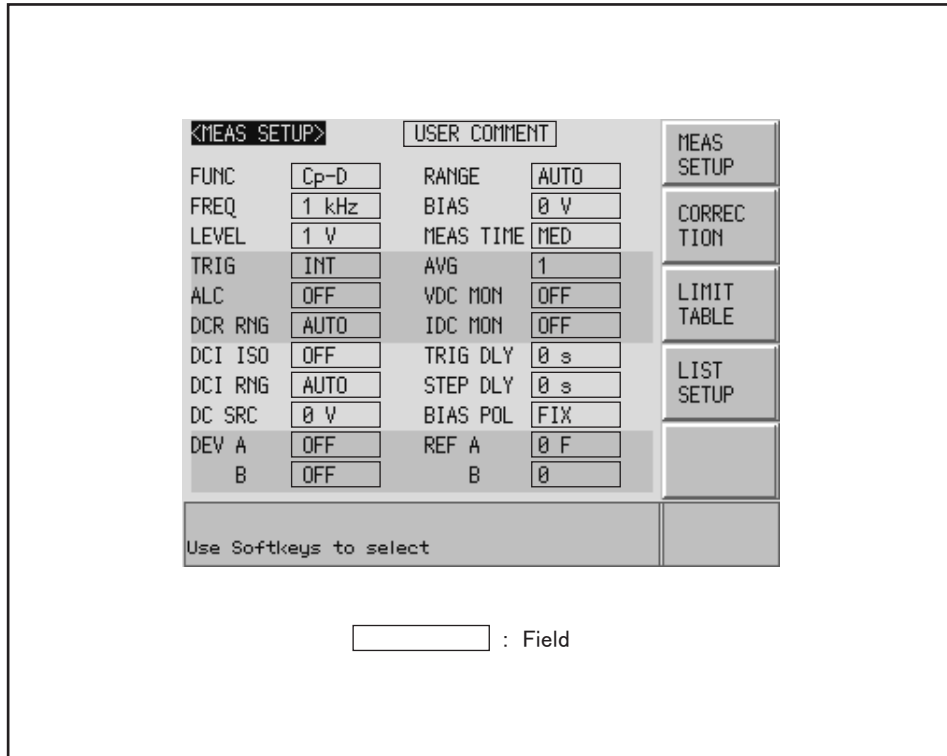 <MEAS SETUP> USER COMMENT
FUNC Cp-D RANGE AUTO
FREQ 1 kHz BIAS 0 V
LEVEL 1 V MEAS TIME MED
TRIG INT AVG 1
ALC OFF VDC MON OFF
DCR RNG AUTO IDC MON OFF
DCI ISO OFF TRIG DLY 0 s
DCI RNG AUTO STEP DLY 0 s
DC SRC 0 V BIAS POL FIX
DEV A OFF REF A 0 F
B OFF B 0
MEAS
SETUP
CORREC
TION
LIMIT
TABLE
LIST
SETUP
Use Softkeys to select
: Field